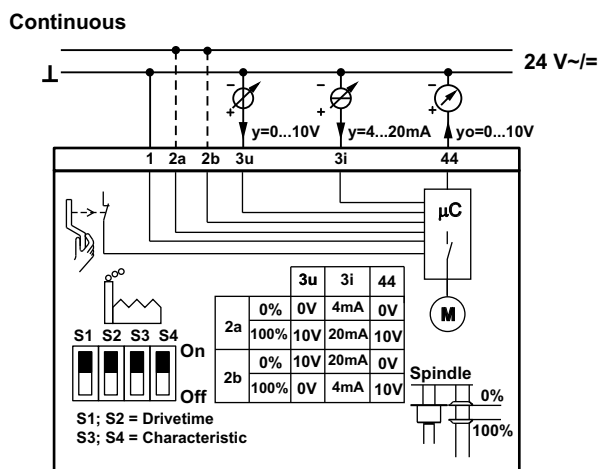 Continuous
⊥ 24 V~/=
− − −
+ + +
y=0...10V y=4...20mA yo=0...10V
1 2a 2b 3u 3i 44
µC
M
3u 3i 44
2a 0% 0V 4mA 0V
100% 10V 20mA 10V
2b 0% 10V 20mA 0V
100% 0V 4mA 10V
S1 S2 S3 S4
On
Off
S1; S2 = Drivetime
S3; S4 = Characteristic
Spindle
0%
100%